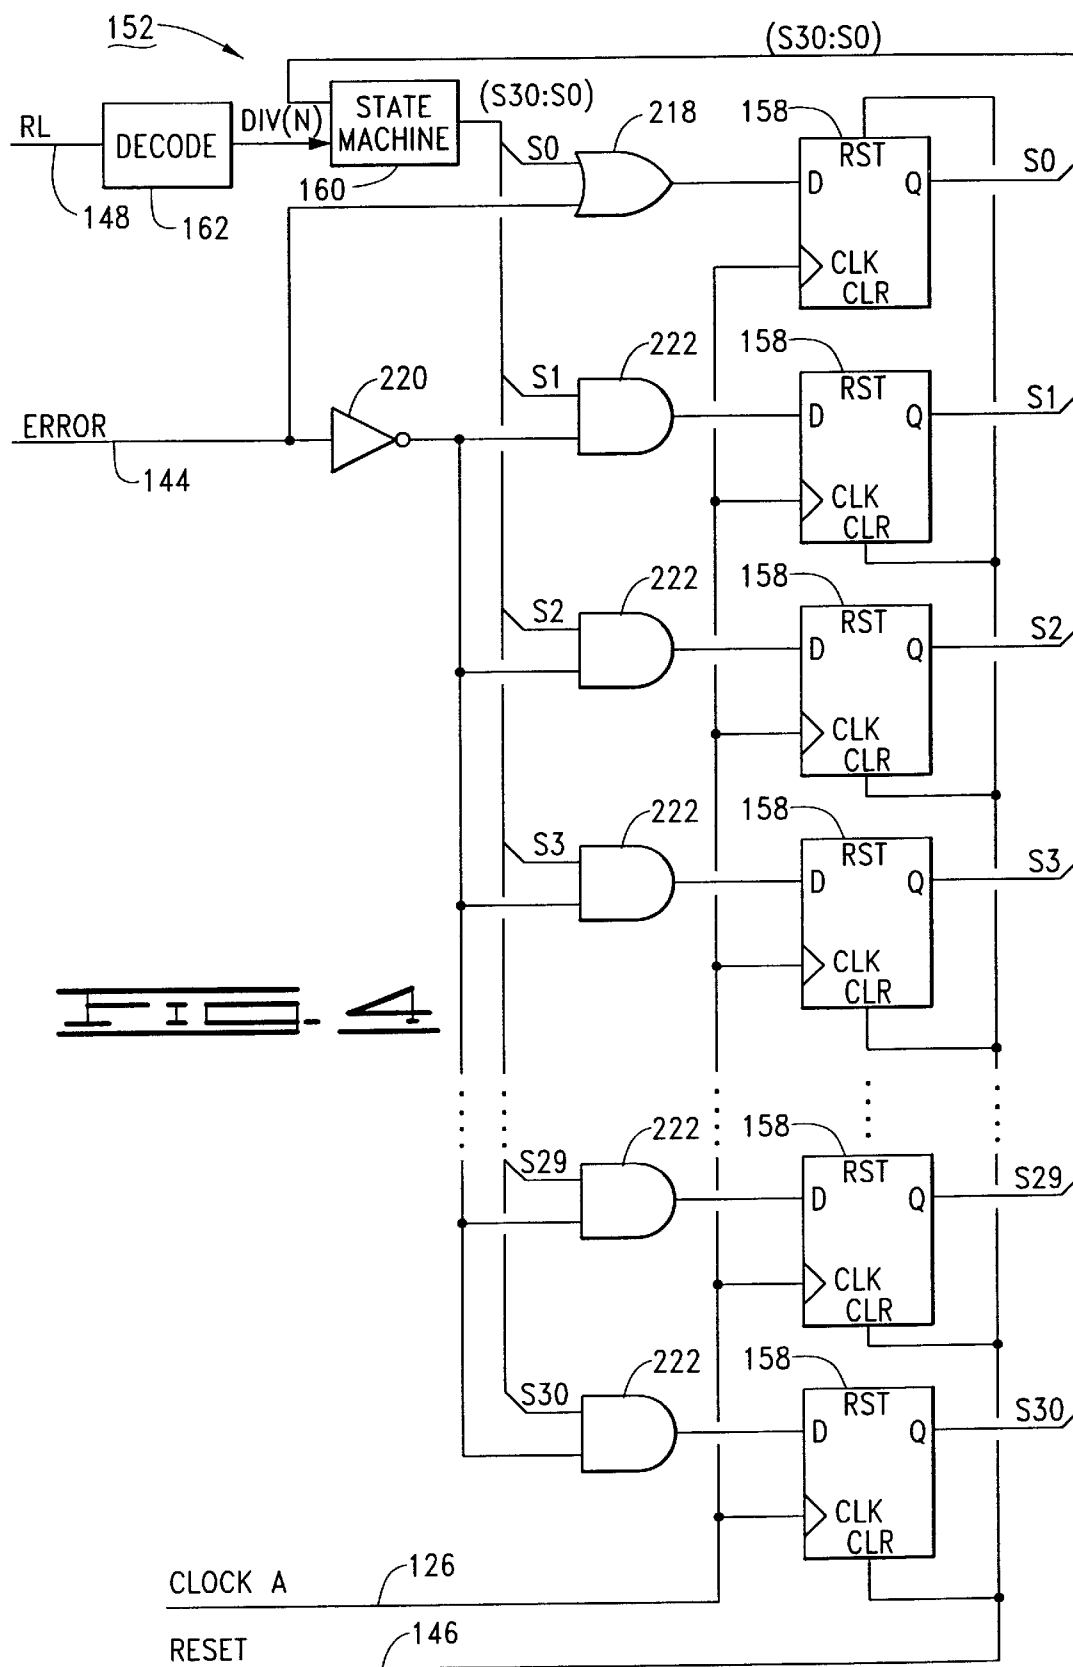 152
(S30:S0)
RL
148
DECODE
162
DIV(N)
STATE
MACHINE
160
(S30:S0)
S0
218
158
RST
D
Q
CLK
CLR
S0
ERROR
144
220
S1
222
158
RST
D
Q
CLK
CLR
S1
S2
222
158
RST
D
Q
CLK
CLR
S2
S3
222
158
RST
D
Q
CLK
CLR
S3
FIG. 4
S29
222
158
RST
D
Q
CLK
CLR
S29
S30
222
158
RST
D
Q
CLK
CLR
S30
CLOCK A
126
RESET
146